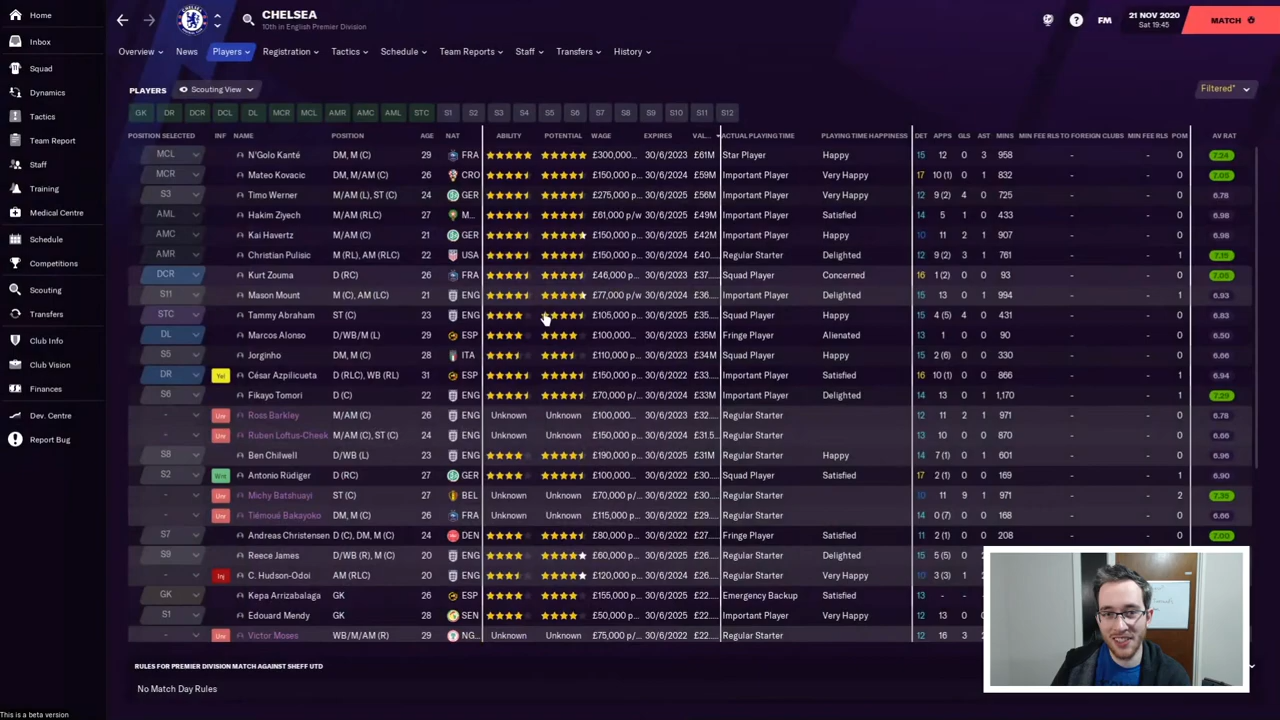 Home
Inbox
Squad
Dynamics
Tactics
Team Report
Staff
Training
Medical Centre
Schedule
Competitions
Scouting
Transfers
Club Info
Club Vision
Finances
Dev. Centre
Report Bug
This is a beta version
CHELSEA
10th in English Premier Division
FM
21 NOV 2020
Sat 19:45
MATCH
Overview News Players Registration Tactics Schedule Team Reports Staff Transfers History
PLAYERS Scouting View Filtered*
GK DR DCR DCL DL MCR MCL AMR AMC AML STC S1 S2 S3 S4 S5 S6 S7 S8 S9 S10 S11 S12
POSITION SELECTED INF NAME POSITION AGE NAT ABILITY POTENTIAL WAGE EXPIRES VAL... ACTUAL PLAYING TIME PLAYING TIME HAPPINESS DET APPS GLS AST MINS MIN FEE RLS TO FOREIGN CLUBS MIN FEE RLS POM AV RAT
MCL N'Golo Kanté DM, M (C) 29 FRA £300,000... 30/6/2023 £61M Star Player Happy 15 12 0 3 958 - - 0 7.24
MCR Mateo Kovacic DM, M/AM (C) 26 CRO £150,000 p... 30/6/2024 £59M Important Player Very Happy 17 10 (1) 0 1 832 - - 0 7.05
S3 Timo Werner M/AM (L), ST (C) 24 GER £275,000 p... 30/6/2025 £56M Important Player Very Happy 12 9 (2) 4 0 725 - - 0 6.78
AML Hakim Ziyech M/AM (RLC) 27 M... £61,000 p/w 30/6/2025 £49M Important Player Satisfied 14 5 1 0 433 - - 0 6.98
AMC Kai Havertz M/AM (C) 21 GER £150,000 p... 30/6/2025 £42M Important Player Happy 10 11 2 1 907 - - 0 6.98
AMR Christian Pulisic M (RL), AM (RLC) 22 USA £150,000 p... 30/6/2024 £40... Regular Starter Delighted 12 9 (2) 3 1 761 - - 1 7.15
DCR Kurt Zouma D (RC) 26 FRA £46,000 p... 30/6/2023 £37... Squad Player Concerned 16 1 (2) 0 0 93 - - 0 7.05
S11 Mason Mount M (C), AM (LC) 21 ENG £77,000 p/w 30/6/2024 £36... Important Player Delighted 15 13 0 1 994 - - 1 6.93
STC Tammy Abraham ST (C) 23 ENG £105,000 p... 30/6/2025 £35... Squad Player Happy 15 4 (5) 4 0 431 - - 0 6.83
DL Marcos Alonso D/WB/M (L) 29 ESP £100,000... 30/6/2023 £35M Fringe Player Alienated 13 1 0 0 90 - - 0 6.50
S5 Jorginho DM, M (C) 28 ITA £110,000 p... 30/6/2023 £34M Squad Player Happy 15 2 (6) 0 0 330 - - 0 6.66
DR Yel César Azpilicueta D (RLC), WB (RL) 31 ESP £150,000 p... 30/6/2022 £33M Important Player Satisfied 16 10 (1) 0 0 866 - - 1 6.94
S6 Fikayo Tomori D (C) 22 ENG £70,000 p... 30/6/2024 £33M Important Player Satisfied 14 13 0 1 1,170 - - 1 7.29
- Unr Ross Barkley M/AM (C) 26 ENG Unknown Unknown £100,000... 30/6/2023 £32... Regular Starter 12 11 2 1 971 - - 0 6.78
- Unr Ruben Loftus-Cheek M/AM (C), ST (C) 24 ENG Unknown Unknown £150,000 p... 30/6/2024 £31.5... Regular Starter 13 10 0 0 870 - - 0 6.66
S8 Ben Chilwell D/WB (L) 23 ENG £190,000 p... 30/6/2025 £31M Regular Starter Happy 14 7 (1) 0 0 601 - - 0 6.96
S2 Wnt Antonio Rüdiger D (RC) 27 GER £100,000... 30/6/2022 £30... Squad Player Satisfied 17 2 (1) 0 0 169 - - 1 6.90
- Unr Michy Batshuayi ST (C) 27 BEL Unknown Unknown £70,000 p/... 30/6/2022 £30... Regular Starter 10 11 9 1 971 - - 2 7.35
- Unr Tiémoué Bakayoko DM, M (C) 26 FRA Unknown Unknown £115,000 p... 30/6/2022 £28... Regular Starter 14 0 (7) 0 0 168 - - 0 6.66
S7 Andreas Christensen D (C), DM, M (C) 24 DEN £80,000 p... 30/6/2022 £27... Fringe Player Satisfied 11 2 (1) 0 0 208 - - 0 7.00
S9 Reece James D/WB (R), M (C) 20 ENG £60,000 p... 30/6/2025 £26... Regular Starter Delighted 15 5 (5) 0
- Inj C. Hudson-Odoi AM (RLC) 20 ENG £120,000 p... 30/6/2024 £26... Regular Starter Very Happy 10 3 (3) 1
GK Kepa Arrizabalaga GK 26 ESP £155,000 p... 30/6/2025 £22... Emergency Backup Satisfied 13 - -
S1 Edouard Mendy GK 28 SEN £50,000 p... 30/6/2025 £22... Important Player Very Happy 12 13 0
- Unr Victor Moses WB/M/AM (R) 29 NG... Unknown Unknown £75,000 p/... 30/6/2021 £22... Regular Starter 12 16 3
RULES FOR PREMIER DIVISION MATCH AGAINST SHEFF UTD
No Match Day Rules